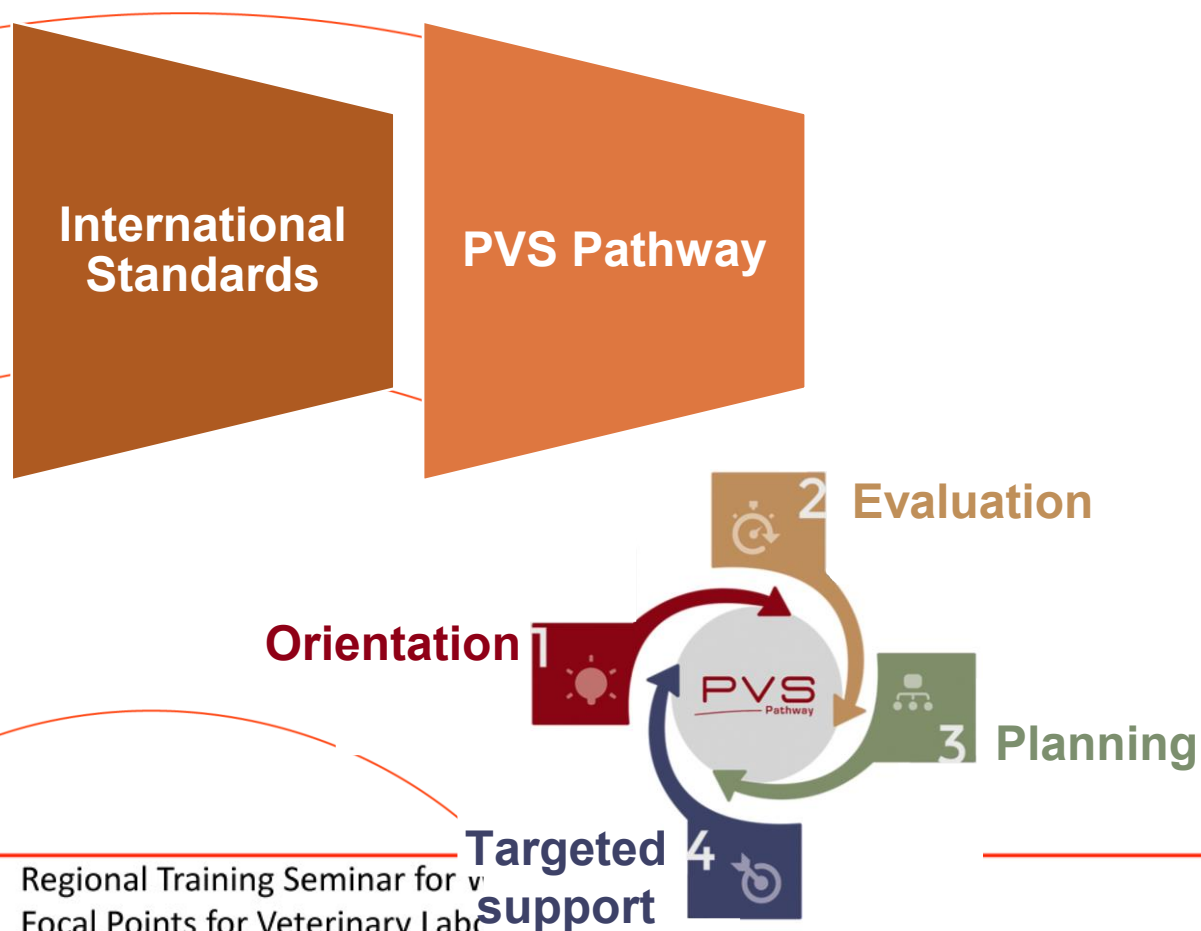 International
Standards
PVS Pathway
2 Evaluation
Orientation 1
PVS
Pathway
3 Planning
Targeted 4
support
Regional Training Seminar for
Focal Points for Veterinary